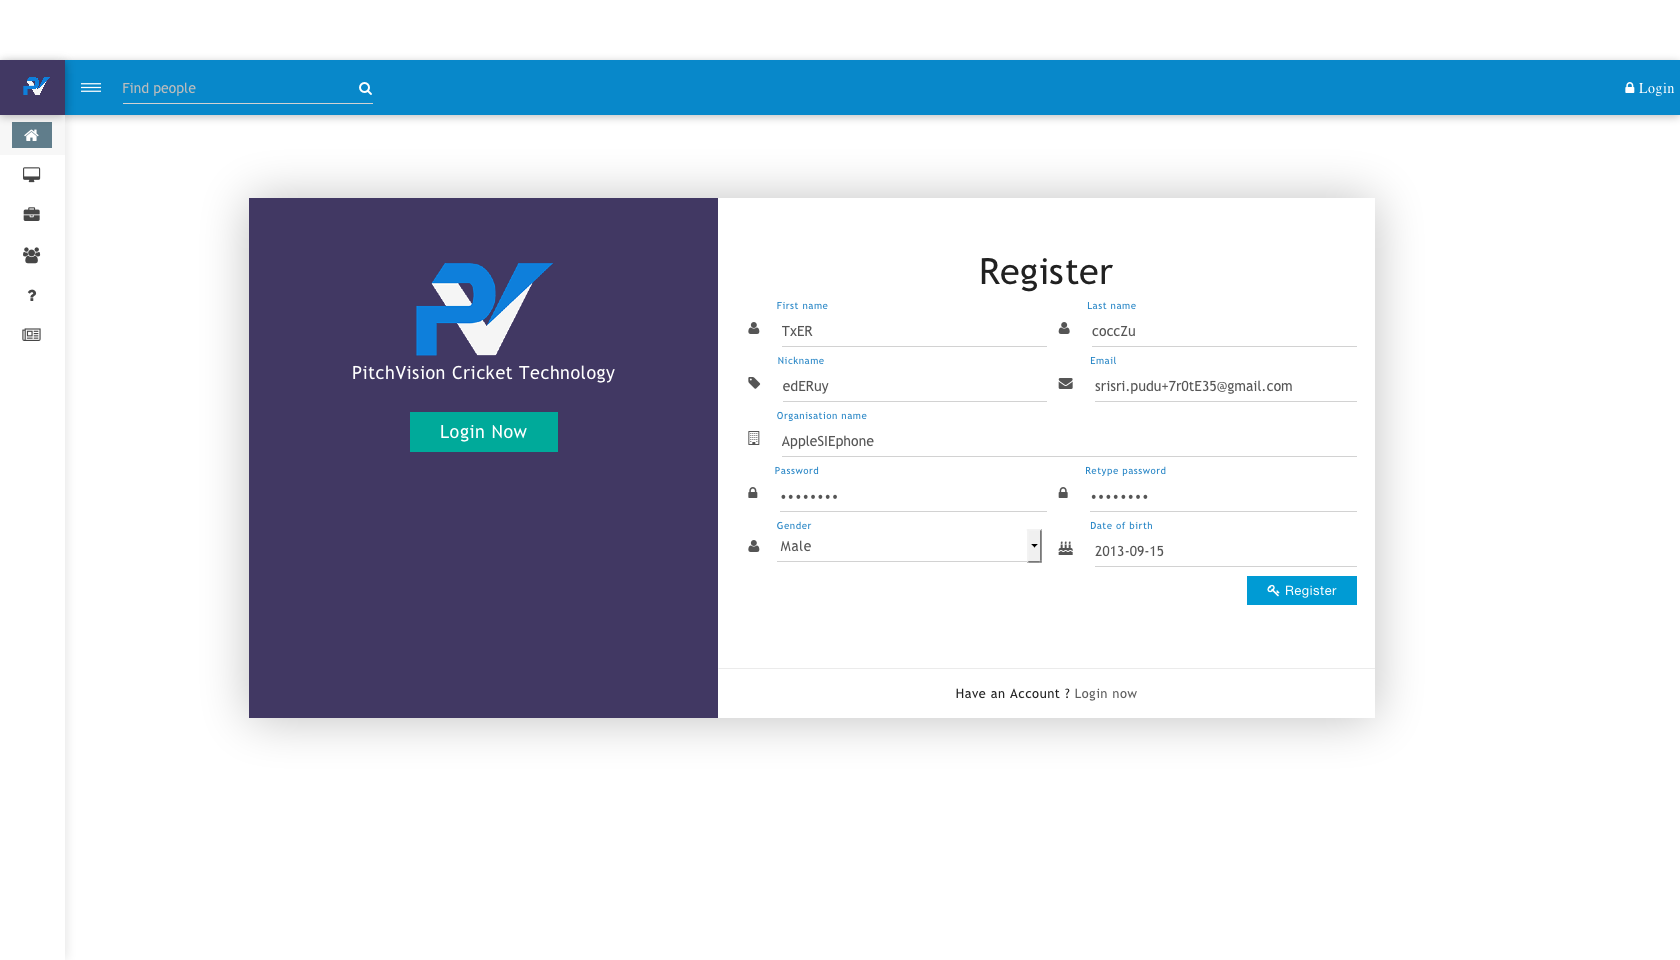 Find people
Login
PitchVision Cricket Technology
Login Now
Register
First name
TxER
Last name
coccZu
Nickname
edERuy
Email
srisri.pudu+7r0tE35@gmail.com
Organisation name
AppleSIEphone
Password
••••••••
Retype password
••••••••
Gender
Male
Date of birth
2013-09-15
Register
Have an Account ? Login now